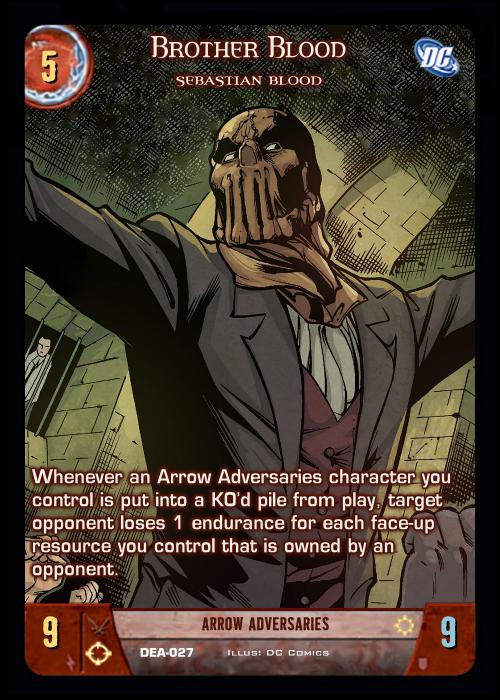 5
BROTHER BLOOD
SEBASTIAN BLOOD
DC
Whenever an Arrow Adversaries character you
control is put into a KO'd pile from play, target
opponent loses 1 endurance for each face-up
resource you control that is owned by an
opponent.
9
ARROW ADVERSARIES
9
DEA-027
ILLUS: DC COMICS